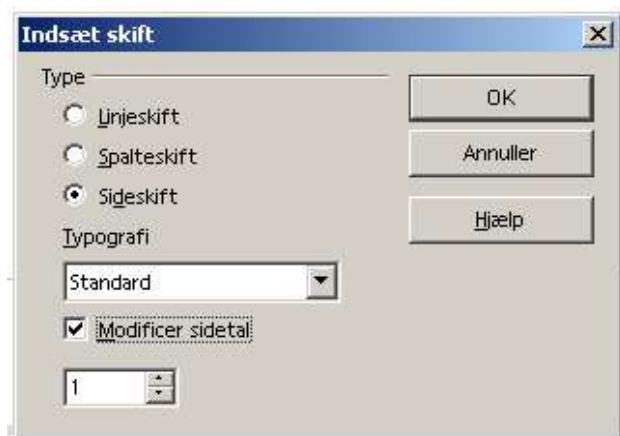 Indsæt skift
Type
Linjeskift
Spalteskift
Sideskift
Typografi
Standard
Modificer sidetal
1
OK
Annuller
Hjælp